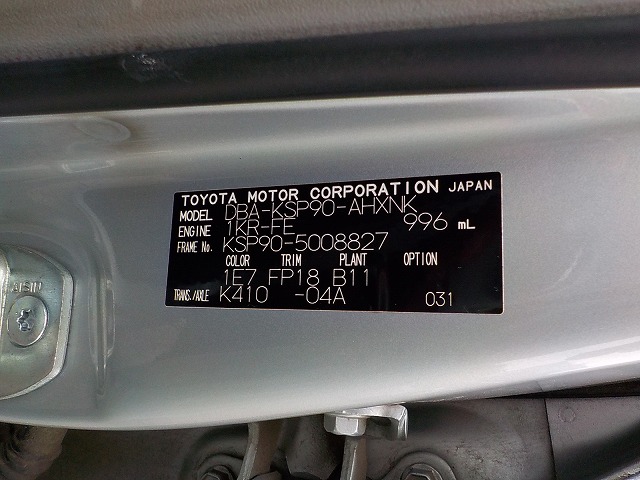 TOYOTA MOTOR CORPORATION JAPAN
MODEL DBA-KSP90-AHXNK
ENGINE 1KR-FE 996 mL
FRAME No. KSP90-5008827
COLOR TRIM PLANT OPTION
1E7 FP18 B11
TRANS./AXLE K410 -04A 031
AISIN